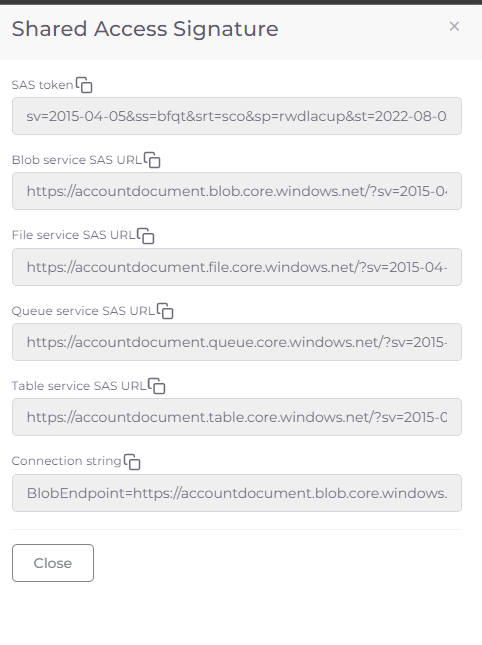 Shared Access Signature
SAS token
sv=2015-04-05&ss=bfqt&srt=sco&sp=rwdlacup&st=2022-08-0
Blob service SAS URL
https://accountdocument.blob.core.windows.net/?sv=2015-0
File service SAS URL
https://accountdocument.file.core.windows.net/?sv=2015-04-
Queue service SAS URL
https://accountdocument.queue.core.windows.net/?sv=2015-
Table service SAS URL
https://accountdocument.table.core.windows.net/?sv=2015-0
Connection string
BlobEndpoint=https://accountdocument.blob.core.windows.
Close